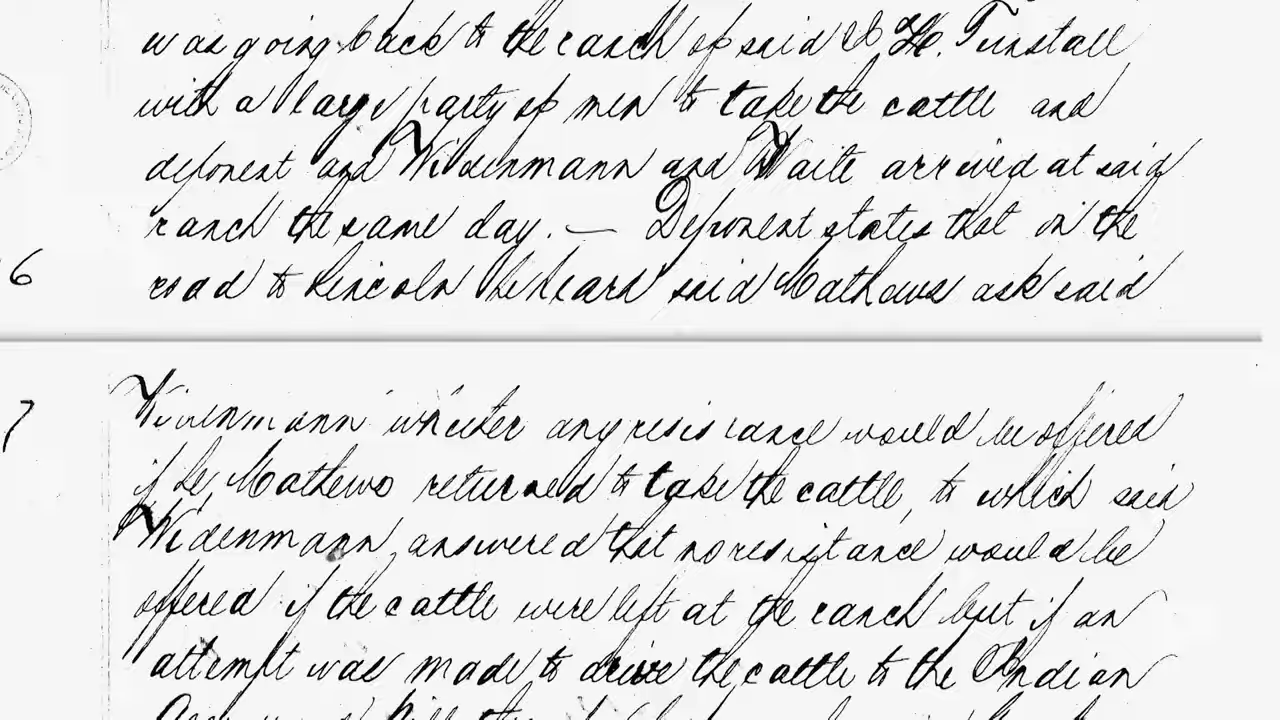 was going back to the ranch of said J. H. Tunstall
with a large party of men to take the cattle and
deponent and Widenmann and Waite arrived at said
ranch the same day. — Deponent states that on the
6
road to Lincoln he heard said Mathews ask said
7
Widenmann whether any resistance would be offered
if he, Mathews returned to take the cattle, to which said
Widenmann, answered that no resistance would be
offered if the cattle were left at the ranch but if an
attempt was made to drive the cattle to the Indian